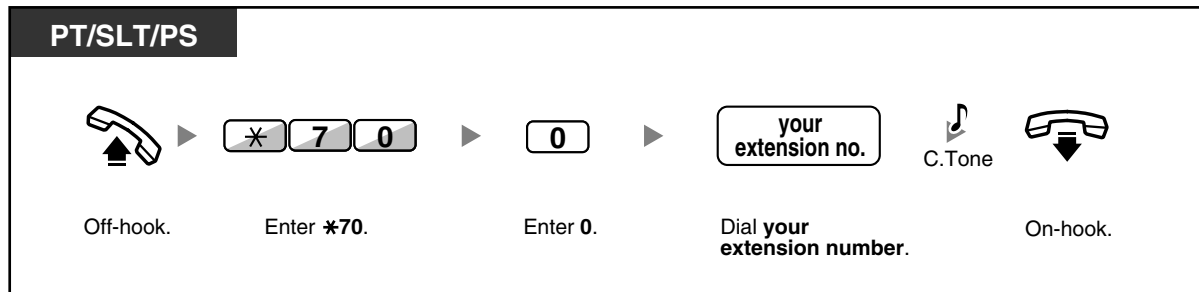 PT/SLT/PS
* 7 0
0
your
extension no.
C.Tone
Off-hook.
Enter *70.
Enter 0.
Dial your
extension number.
On-hook.